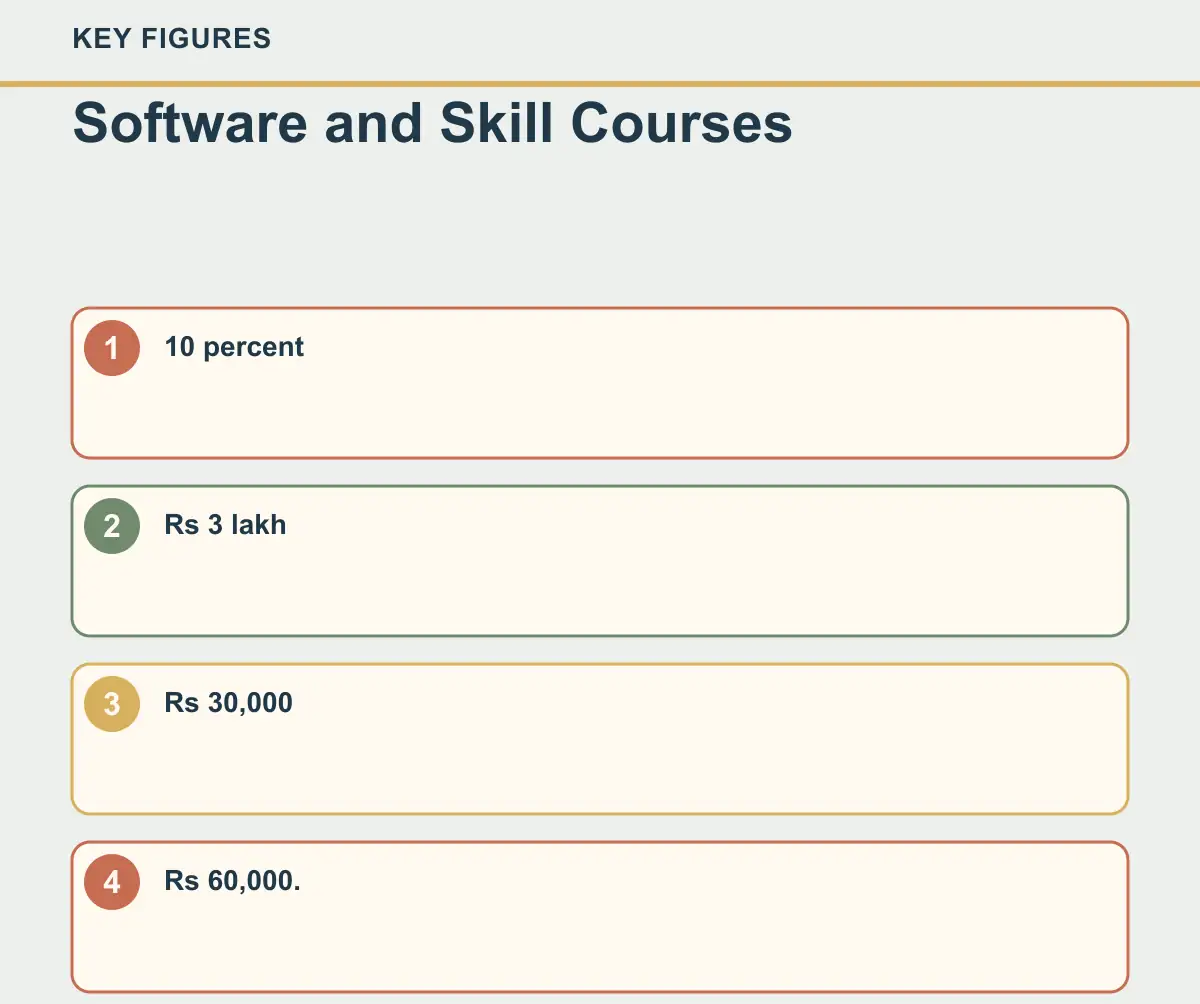 KEY FIGURES
Software and Skill Courses
1
10 percent
2
Rs 3 lakh
3
Rs 30,000
4
Rs 60,000.